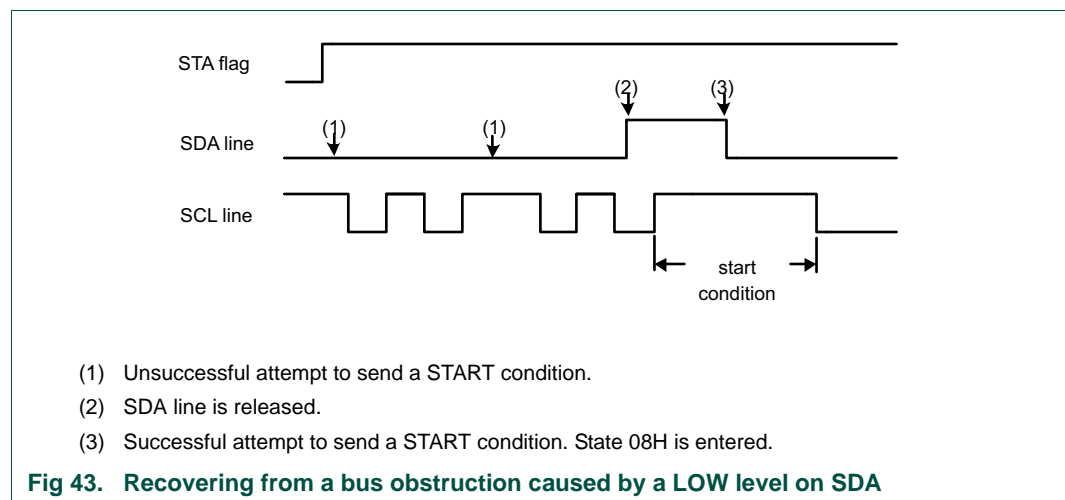 STA flag
(2) (3)
(1) (1)
SDA line
SCL line
start
condition
(1) Unsuccessful attempt to send a START condition.
(2) SDA line is released.
(3) Successful attempt to send a START condition. State 08H is entered.
Fig 43. Recovering from a bus obstruction caused by a LOW level on SDA